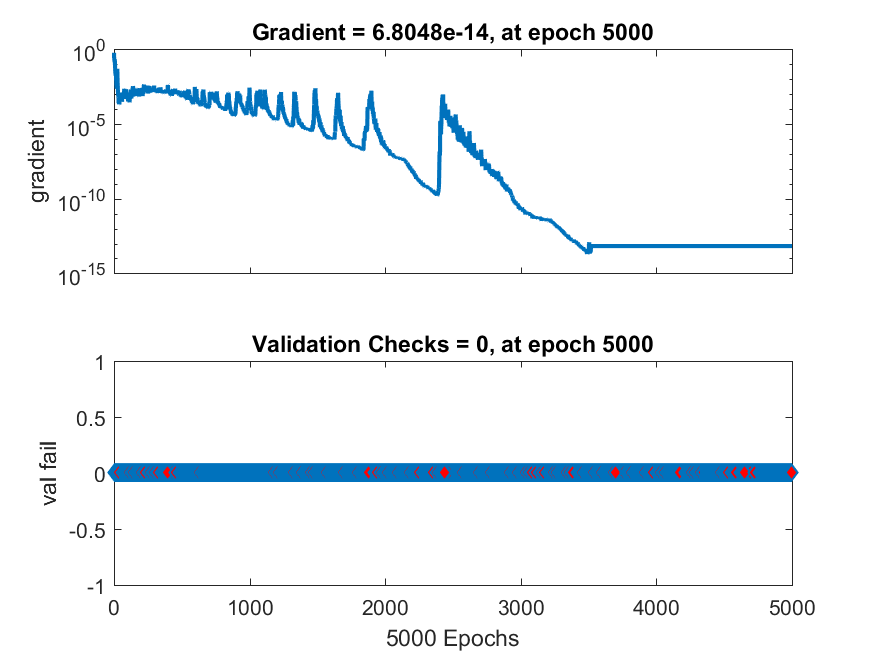 Gradient = 6.8048e-14, at epoch 5000
10^0
10^-5
10^-10
10^-15
gradient
Validation Checks = 0, at epoch 5000
1
0.5
0
-0.5
-1
val fail
0 1000 2000 3000 4000 5000
5000 Epochs